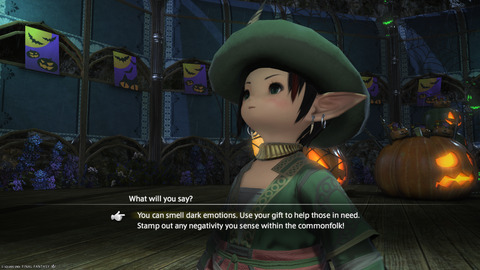 What will you say?
You can smell dark emotions. Use your gift to help those in need.
Stamp out any negativity you sense within the commonfolk!